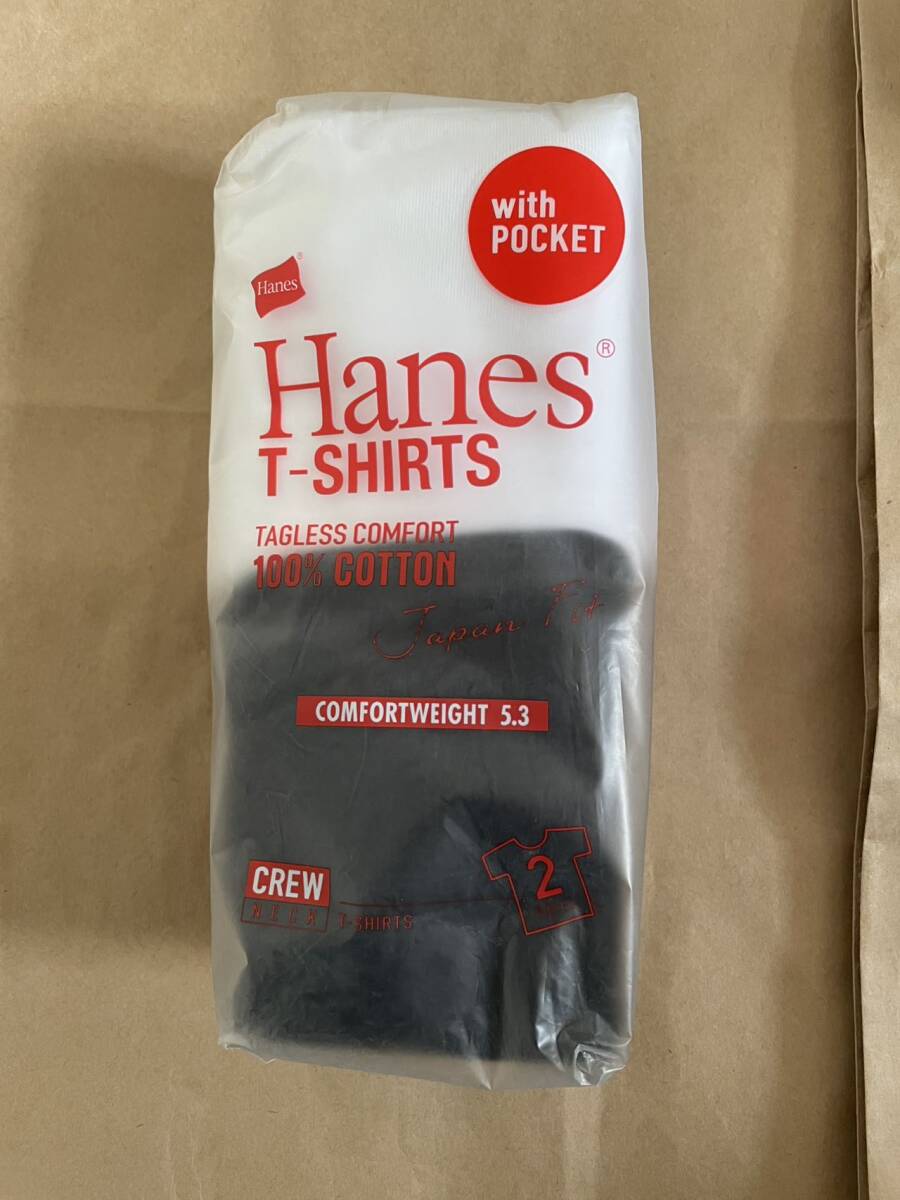 with
POCKET
Hanes
Hanes®
T-SHIRTS
TAGLESS COMFORT
100% COTTON
Japan Fit
COMFORTWEIGHT 5.3
CREW
NECK
T-SHIRTS
2